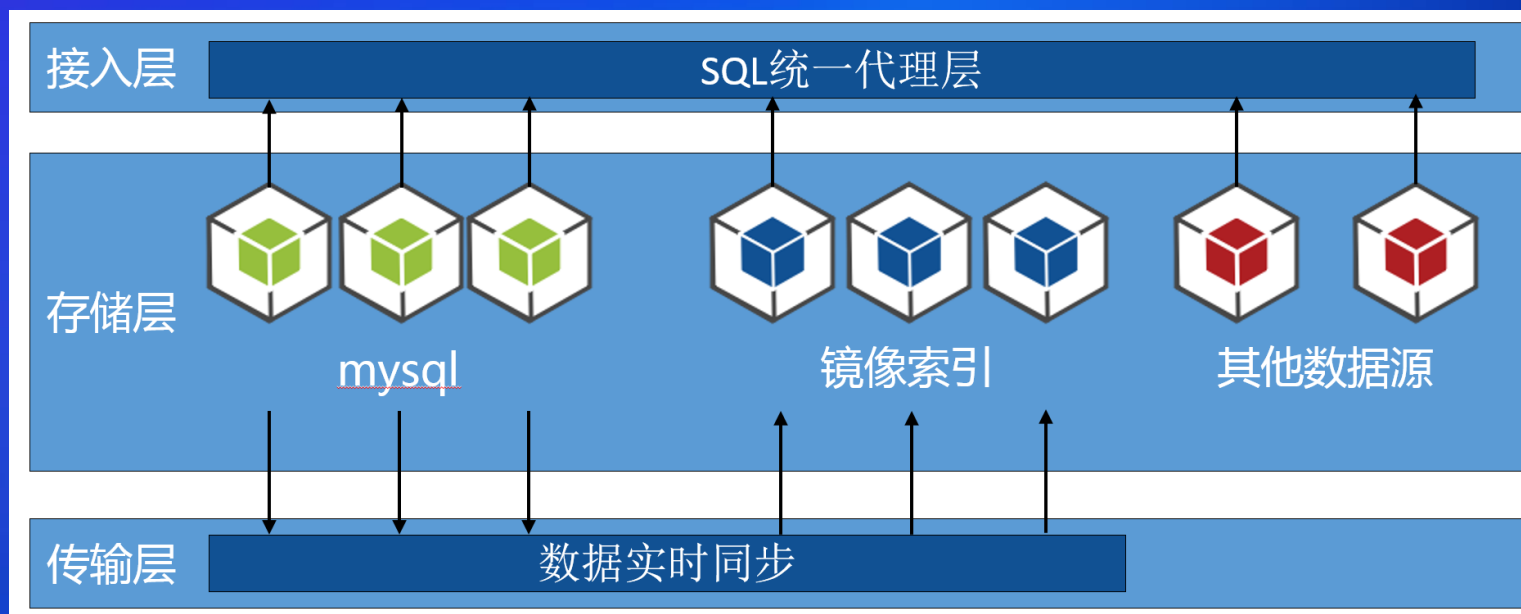 接入层
SQL统一代理层
存储层
mysql
镜像索引
其他数据源
传输层
数据实时同步